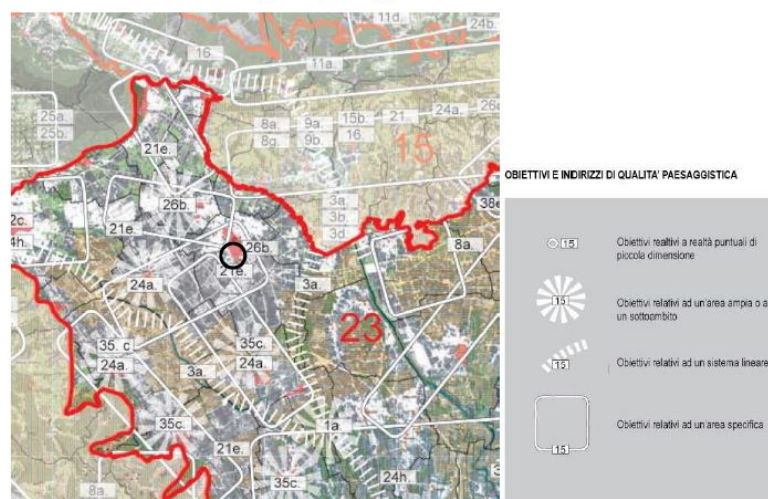 11d.
24b.
16.
11a.
25a.
25b.
8a. 9a. 15b 21. 24a. 26e
8g. 9b. 16.
15
21e.
3a.
3b.
3d
26b.
38e
2c.
4h.
21e.
26b.
8a.
21e.
24a.
3a.
23
35. c
24a.
35c.
24a.
3a.
35c.
1a.
21e.
24h.
8a.
35c.
OBIETTIVI E INDIRIZZI DI QUALITA' PAESAGGISTICA
15
Obiettivi realtivi a realtà puntuali di
piccola dimensione
15
Obiettivi relativi ad un'area ampia o a
un sottoambito
15
Obiettivi relativi ad un sistema lineare
Obiettivi relativi ad un'area specifica
15